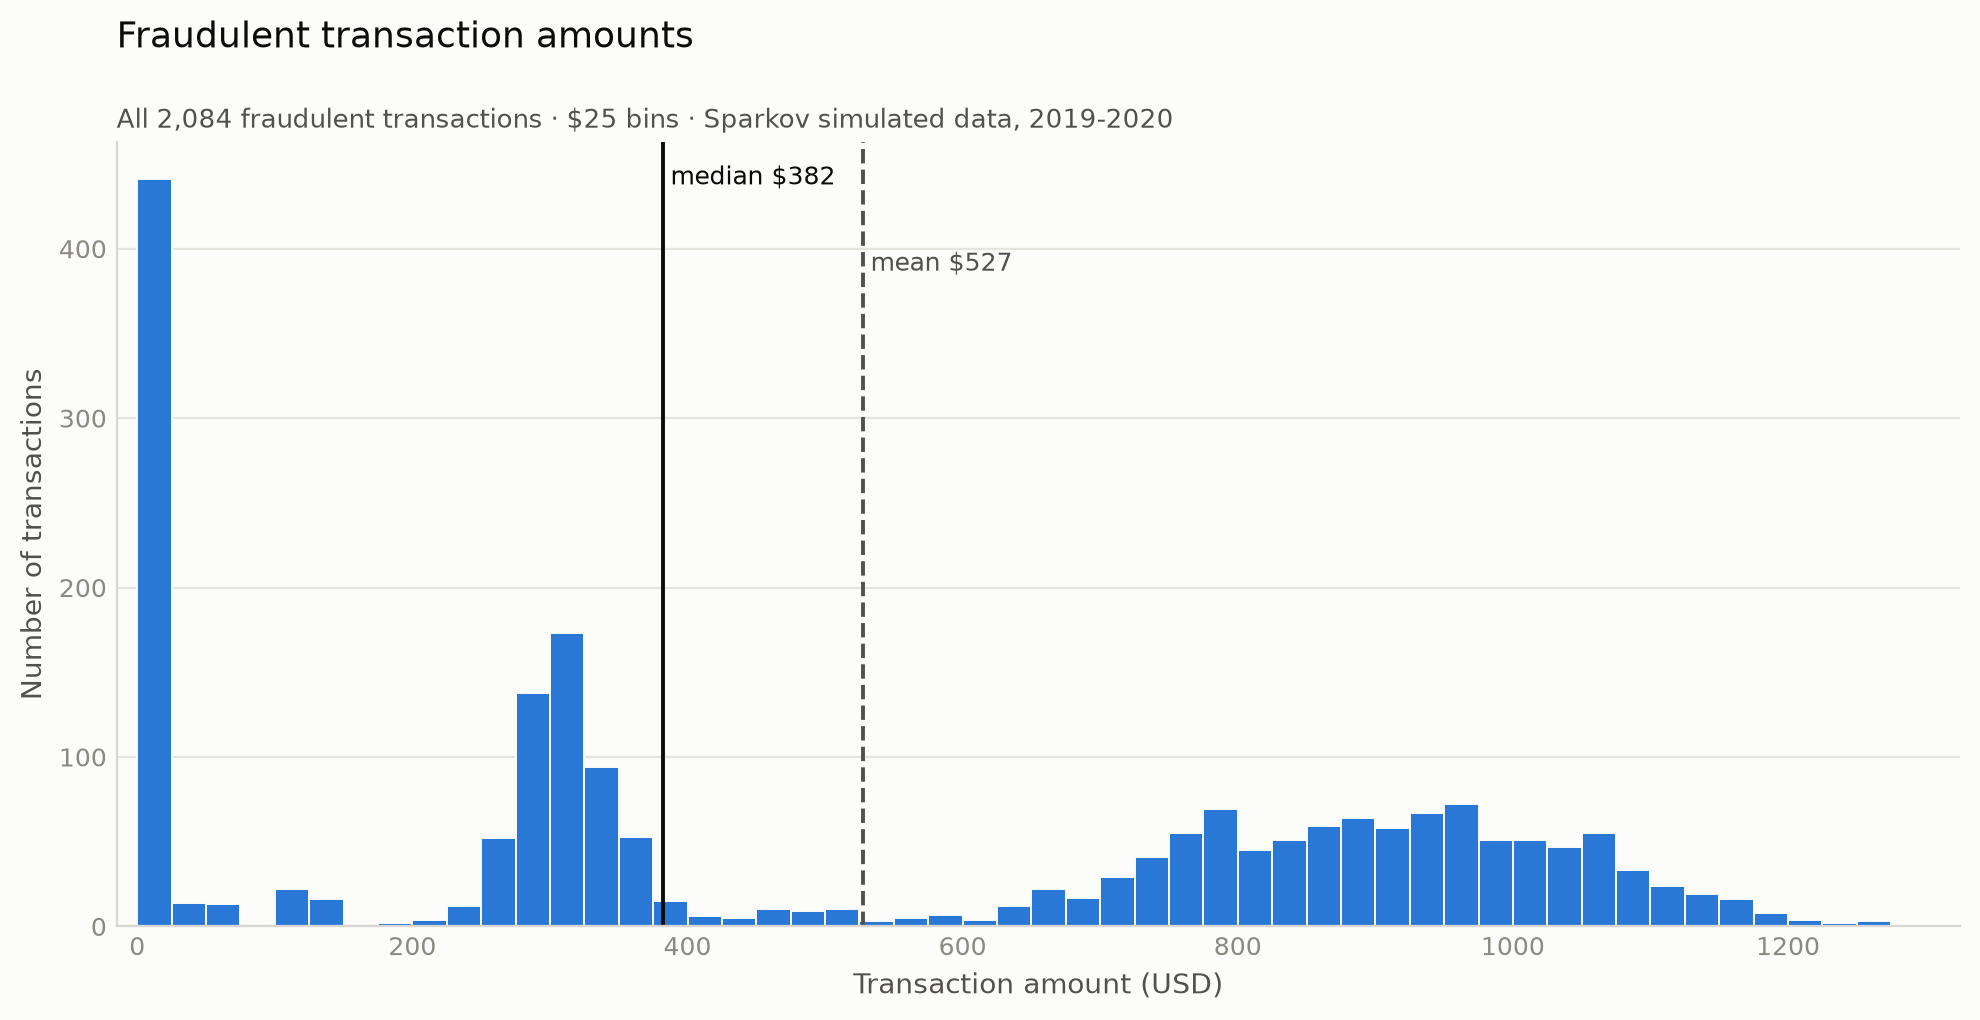 Fraudulent transaction amounts
All 2,084 fraudulent transactions · $25 bins · Sparkov simulated data, 2019-2020
median $382
mean $527
Number of transactions
400
300
200
100
0
0 200 400 600 800 1000 1200
Transaction amount (USD)